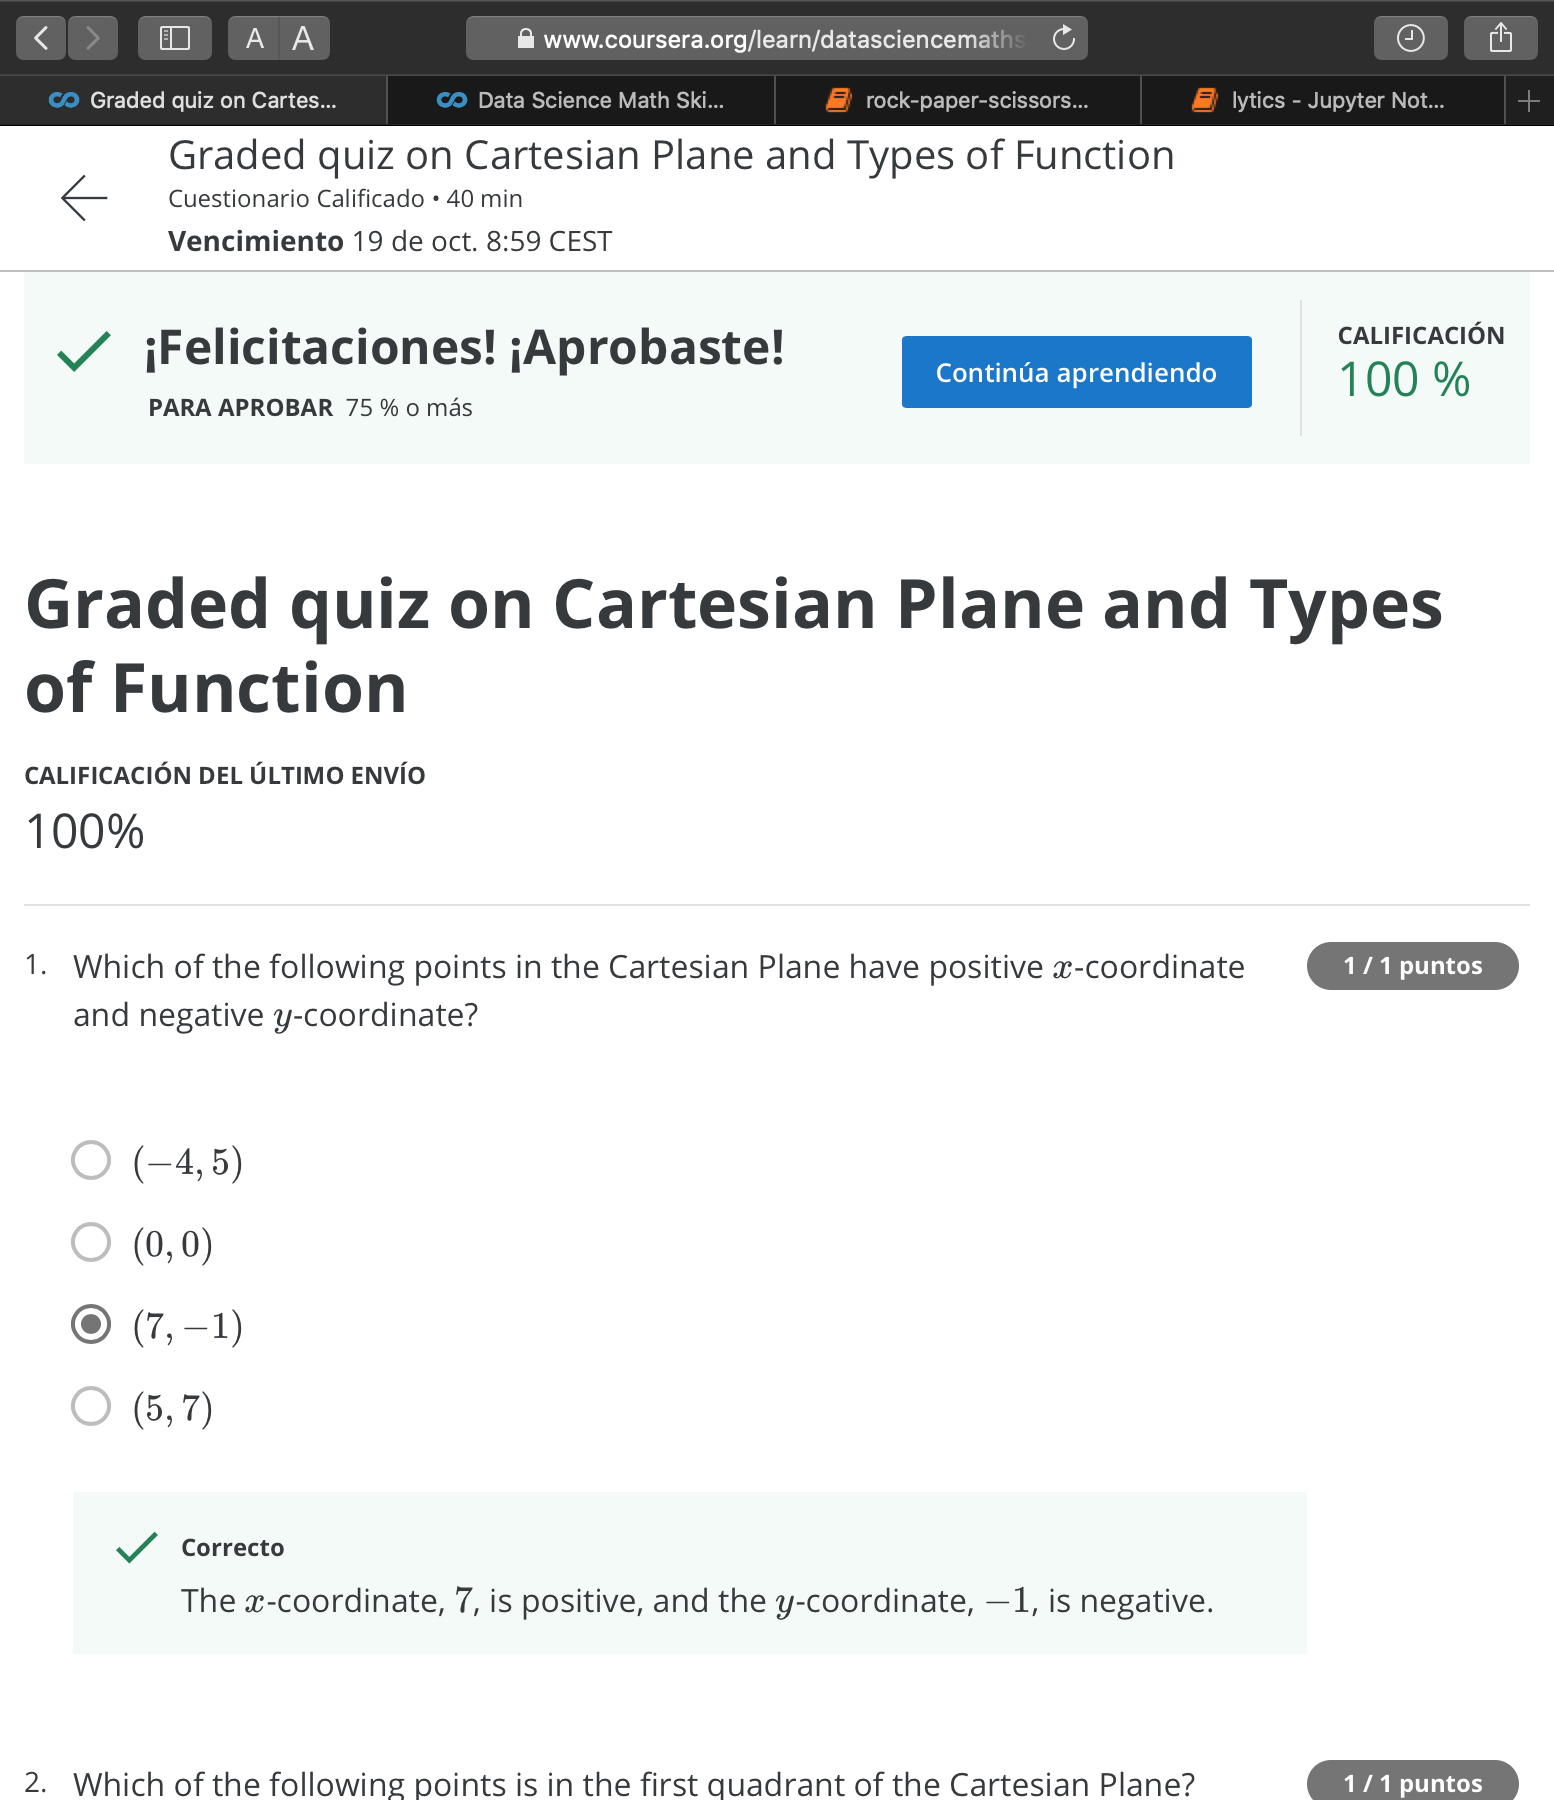 A A
www.coursera.org/learn/datasciencemaths
Graded quiz on Cartes...
Data Science Math Ski...
rock-paper-scissors...
lytics - Jupyter Not...
Graded quiz on Cartesian Plane and Types of Function
Cuestionario Calificado • 40 min
Vencimiento 19 de oct. 8:59 CEST
¡Felicitaciones! ¡Aprobaste!
PARA APROBAR 75 % o más
Continúa aprendiendo
CALIFICACIÓN
100 %
Graded quiz on Cartesian Plane and Types
of Function
CALIFICACIÓN DEL ÚLTIMO ENVÍO
100%
1. Which of the following points in the Cartesian Plane have positive x-coordinate
and negative y-coordinate?
1 / 1 puntos
(−4, 5)
(0, 0)
(7, −1)
(5, 7)
Correcto
The x-coordinate, 7, is positive, and the y-coordinate, −1, is negative.
2. Which of the following points is in the first quadrant of the Cartesian Plane?
1 / 1 puntos